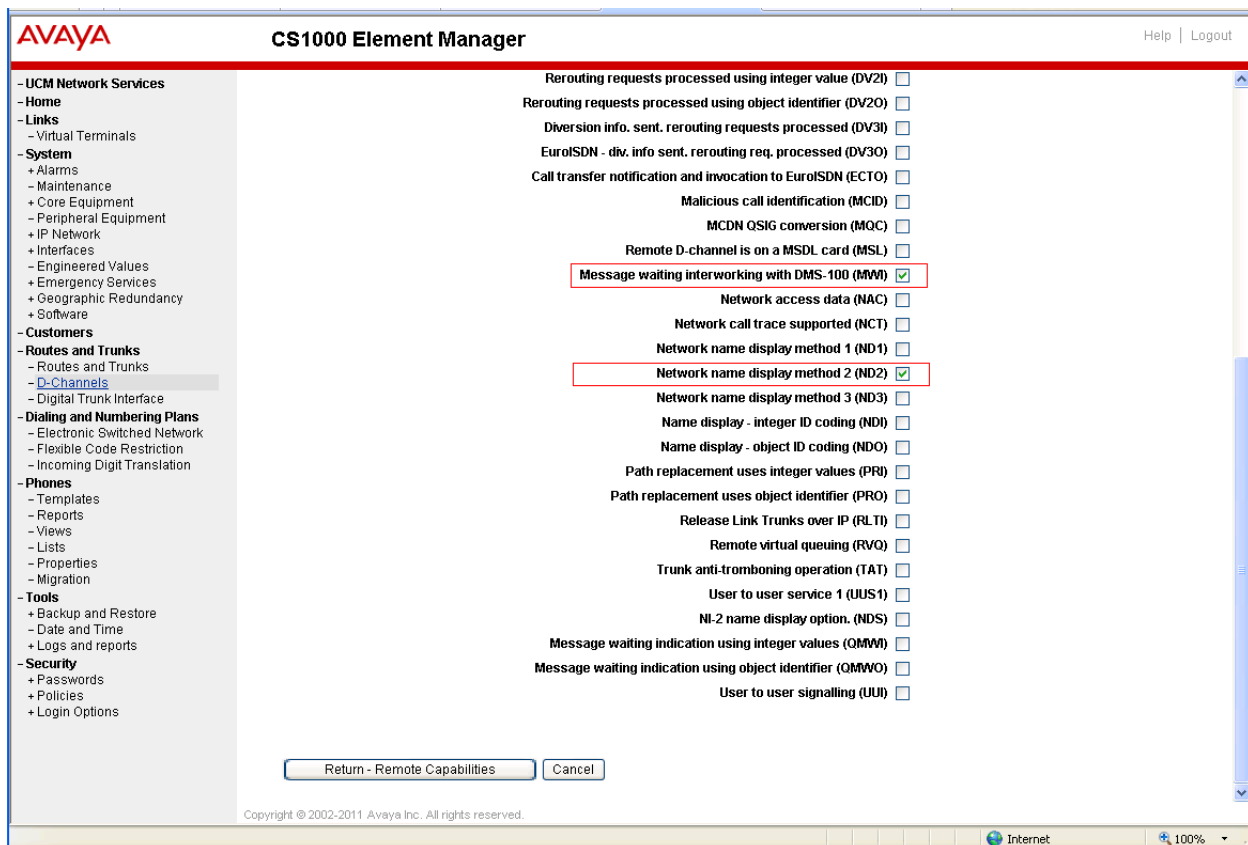 AVAYA
CS1000 Element Manager
Help | Logout
- UCM Network Services
- Home
- Links
- Virtual Terminals
- System
+ Alarms
- Maintenance
+ Core Equipment
- Peripheral Equipment
+ IP Network
+ Interfaces
- Engineered Values
+ Emergency Services
+ Geographic Redundancy
+ Software
- Customers
- Routes and Trunks
- Routes and Trunks
- D-Channels
- Digital Trunk Interface
- Dialing and Numbering Plans
- Electronic Switched Network
- Flexible Code Restriction
- Incoming Digit Translation
- Phones
- Templates
- Reports
- Views
- Lists
- Properties
- Migration
- Tools
+ Backup and Restore
- Date and Time
+ Logs and reports
- Security
+ Passwords
+ Policies
+ Login Options
Rerouting requests processed using integer value (DV2I)
Rerouting requests processed using object identifier (DV2O)
Diversion info. sent. rerouting requests processed (DV3I)
EuroISDN - div. info sent. rerouting req. processed (DV3O)
Call transfer notification and invocation to EuroISDN (ECTO)
Malicious call identification (MCID)
MCDN QSIG conversion (MQC)
Remote D-channel is on a MSDL card (MSL)
Message waiting interworking with DMS-100 (MWI)
Network access data (NAC)
Network call trace supported (NCT)
Network name display method 1 (ND1)
Network name display method 2 (ND2)
Network name display method 3 (ND3)
Name display - integer ID coding (NDI)
Name display - object ID coding (NDO)
Path replacement uses integer values (PRI)
Path replacement uses object identifier (PRO)
Release Link Trunks over IP (RLTI)
Remote virtual queuing (RVQ)
Trunk anti-tromboning operation (TAT)
User to user service 1 (UUS1)
NI-2 name display option. (NDS)
Message waiting indication using integer values (QMWI)
Message waiting indication using object identifier (QMWO)
User to user signalling (UUI)
Return - Remote Capabilities
Cancel
Copyright © 2002-2011 Avaya Inc. All rights reserved.
Internet
100%